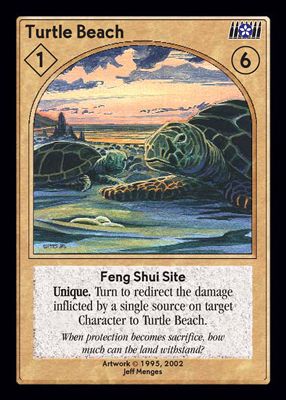 Turtle Beach
1
6
Feng Shui Site
Unique. Turn to redirect the damage
inflicted by a single source on target
Character to Turtle Beach.
When protection becomes sacrifice, how
much can the land withstand?
Artwork © 1995, 2002
Jeff Menges